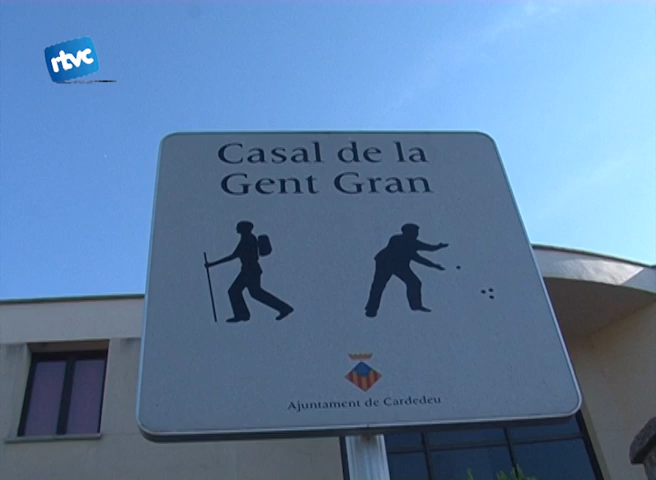 rtvc
Casal de la
Gent Gran
Ajuntament de Cardedeu